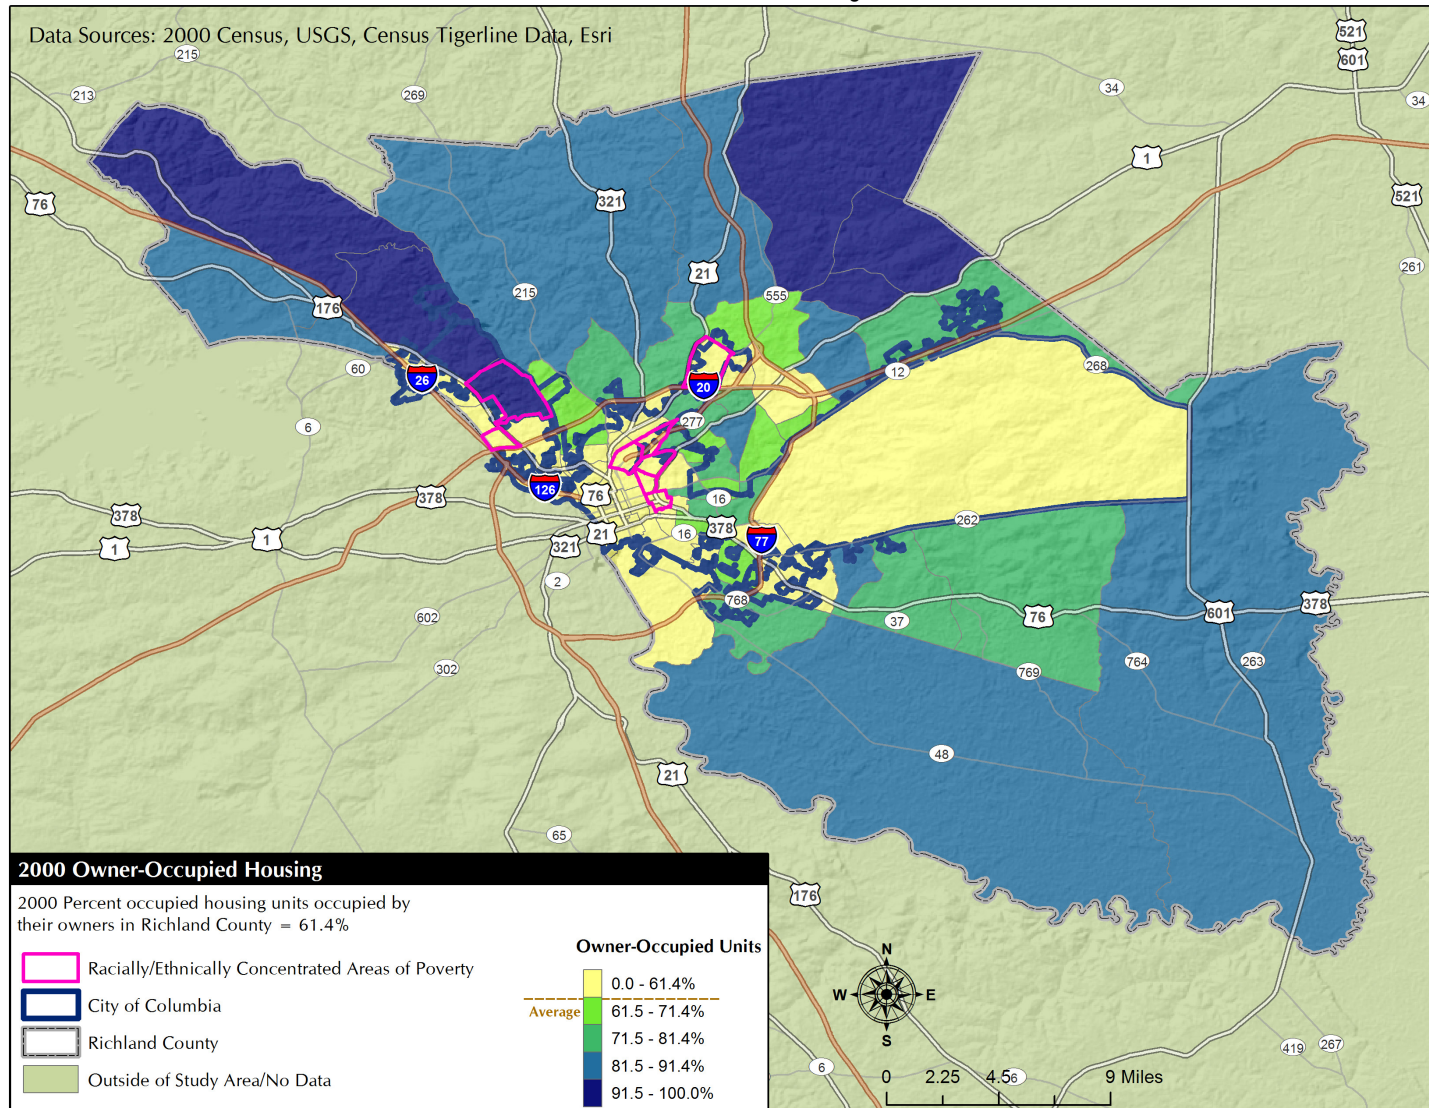 Data Sources: 2000 Census, USGS, Census Tigerline Data, Esri
521
601
215
213
269
34
34
1
76
321
521
21
261
215
555
176
60
26
12
268
20
6
277
126
76
378
16
378
262
378
1
1
321
21
16
77
2
768
602
37
76
601
378
302
769
764
263
48
21
65
176
2000 Owner-Occupied Housing
2000 Percent occupied housing units occupied by
their owners in Richland County = 61.4%
Racially/Ethnically Concentrated Areas of Poverty
City of Columbia
Richland County
Outside of Study Area/No Data
Owner-Occupied Units
0.0 - 61.4%
Average
61.5 - 71.4%
71.5 - 81.4%
81.5 - 91.4%
91.5 - 100.0%
N
W
E
S
419
267
6
6
0 2.25 4.5 9 Miles